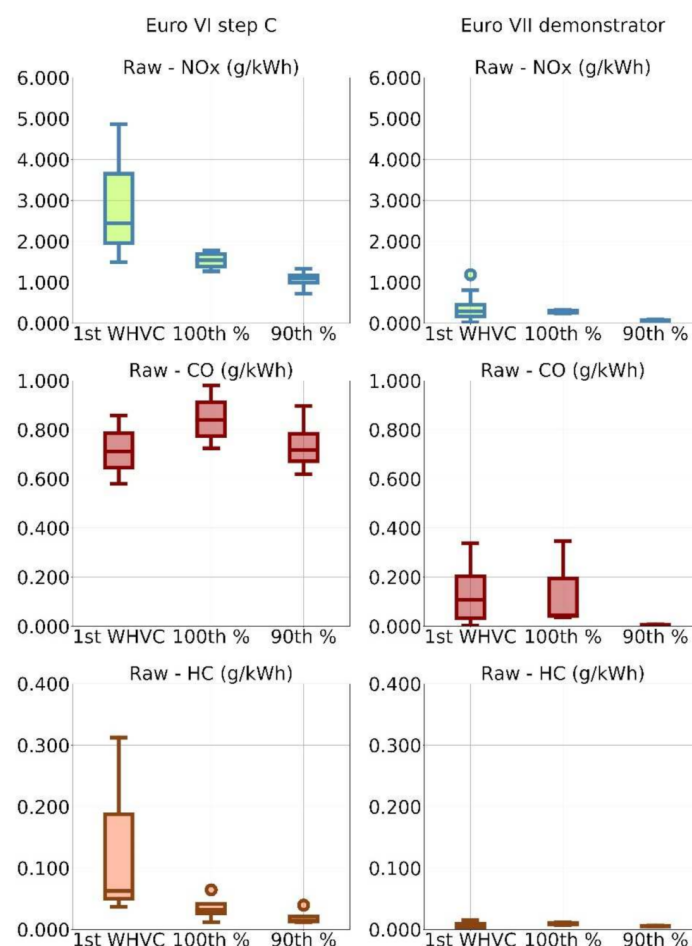 Euro VI step C Euro VII demonstrator
Raw - NOx (g/kWh) Raw - NOx (g/kWh)
6.000 6.000
5.000 5.000
4.000 4.000
3.000 3.000
2.000 2.000
1.000 1.000
0.000 0.000
1st WHVC 100th % 90th % 1st WHVC 100th % 90th %
Raw - CO (g/kWh) Raw - CO (g/kWh)
1.000 1.000
0.800 0.800
0.600 0.600
0.400 0.400
0.200 0.200
0.000 0.000
1st WHVC 100th % 90th % 1st WHVC 100th % 90th %
Raw - HC (g/kWh) Raw - HC (g/kWh)
0.400 0.400
0.300 0.300
0.200 0.200
0.100 0.100
0.000 0.000
1st WHVC 100th % 90th % 1st WHVC 100th % 90th %